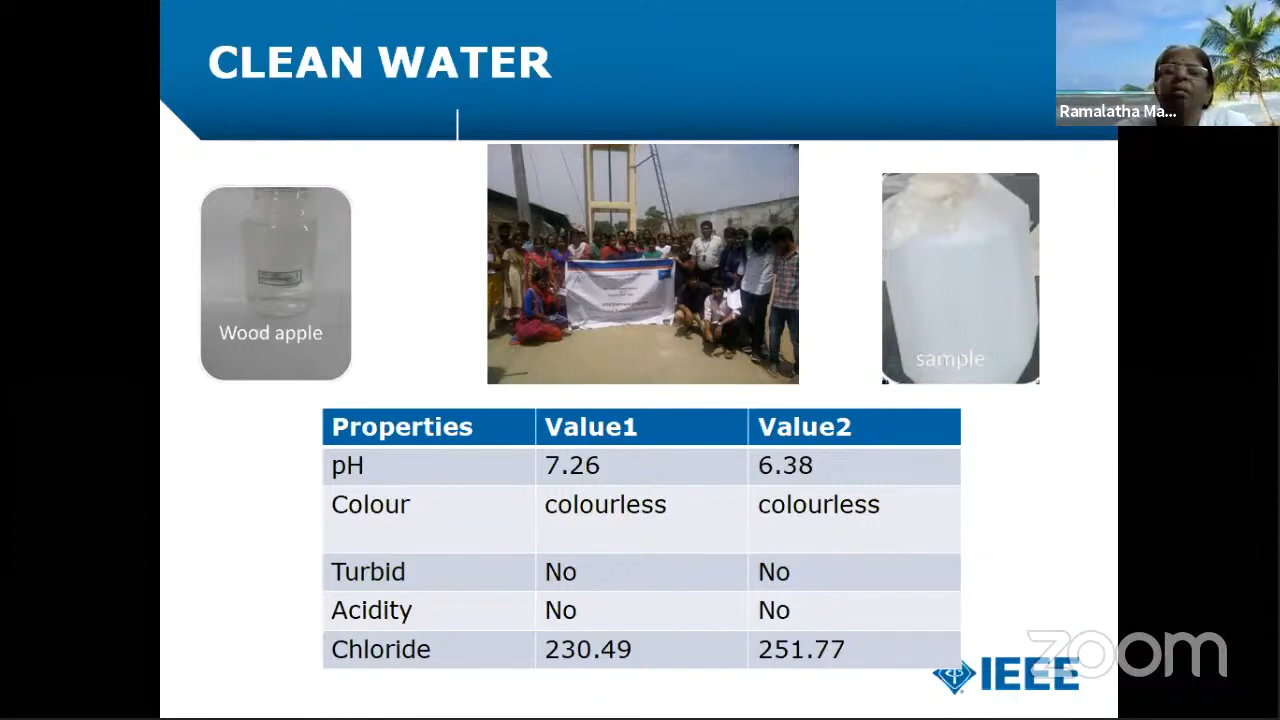 CLEAN WATER
Ramalatha Ma...
Wood apple
sample
Properties Value1 Value2
pH 7.26 6.38
Colour colourless colourless
Turbid No No
Acidity No No
Chloride 230.49 251.77
IEEE
zoom